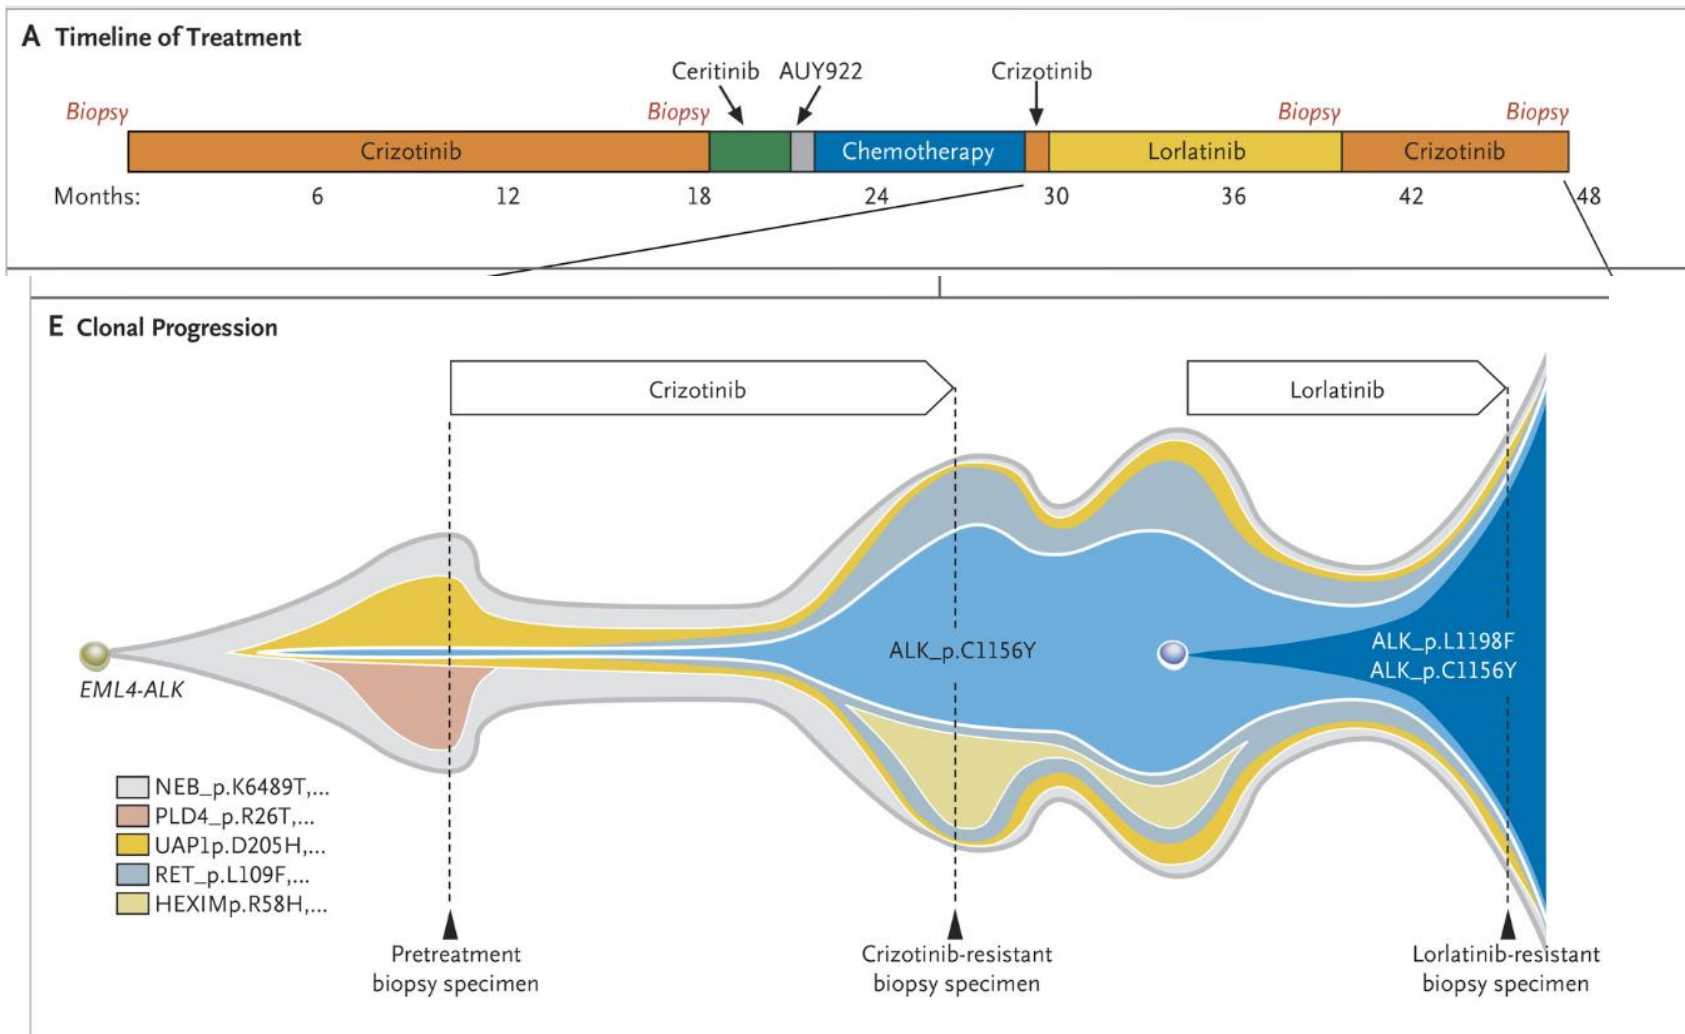 A Timeline of Treatment
Ceritinib AUY922 Crizotinib
Biopsy Biopsy Biopsy Biopsy
Crizotinib Chemotherapy Lorlatinib Crizotinib
Months: 6 12 18 24 30 36 42 48
E Clonal Progression
Crizotinib Lorlatinib
ALK_p.C1156Y
ALK_p.L1198F
ALK_p.C1156Y
EML4-ALK
NEB_p.K6489T,...
PLD4_p.R26T,...
UAP1p.D205H,...
RET_p.L109F,...
HEXIMp.R58H,...
Pretreatment
biopsy specimen
Crizotinib-resistant
biopsy specimen
Lorlatinib-resistant
biopsy specimen